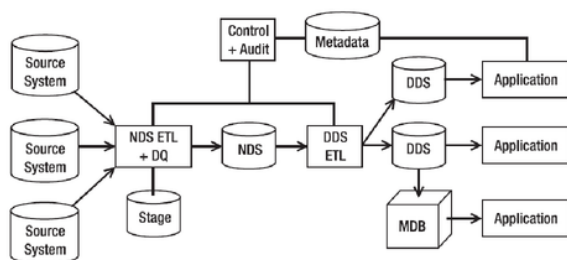 Control
+ Audit
Metadata
Source
System
DDS
Application
Source
System
NDS ETL
+ DQ
NDS
DDS
ETL
DDS
Application
Stage
Source
System
MDB
Application